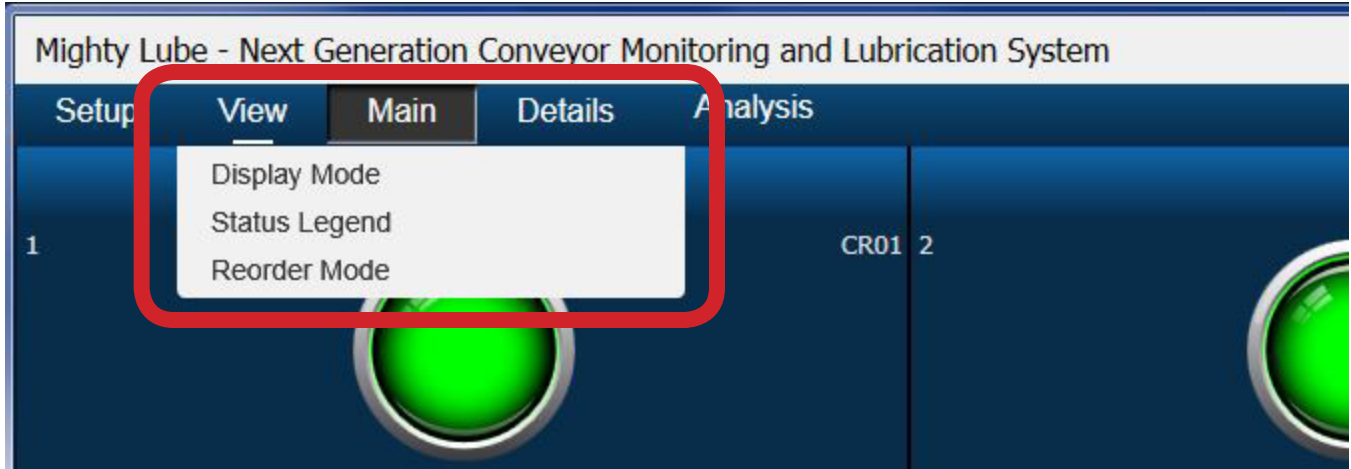 Mighty Lube - Next Generation Conveyor Monitoring and Lubrication System
Setup View Main Details Analysis
Display Mode
Status Legend
Reorder Mode
1 CR01 2